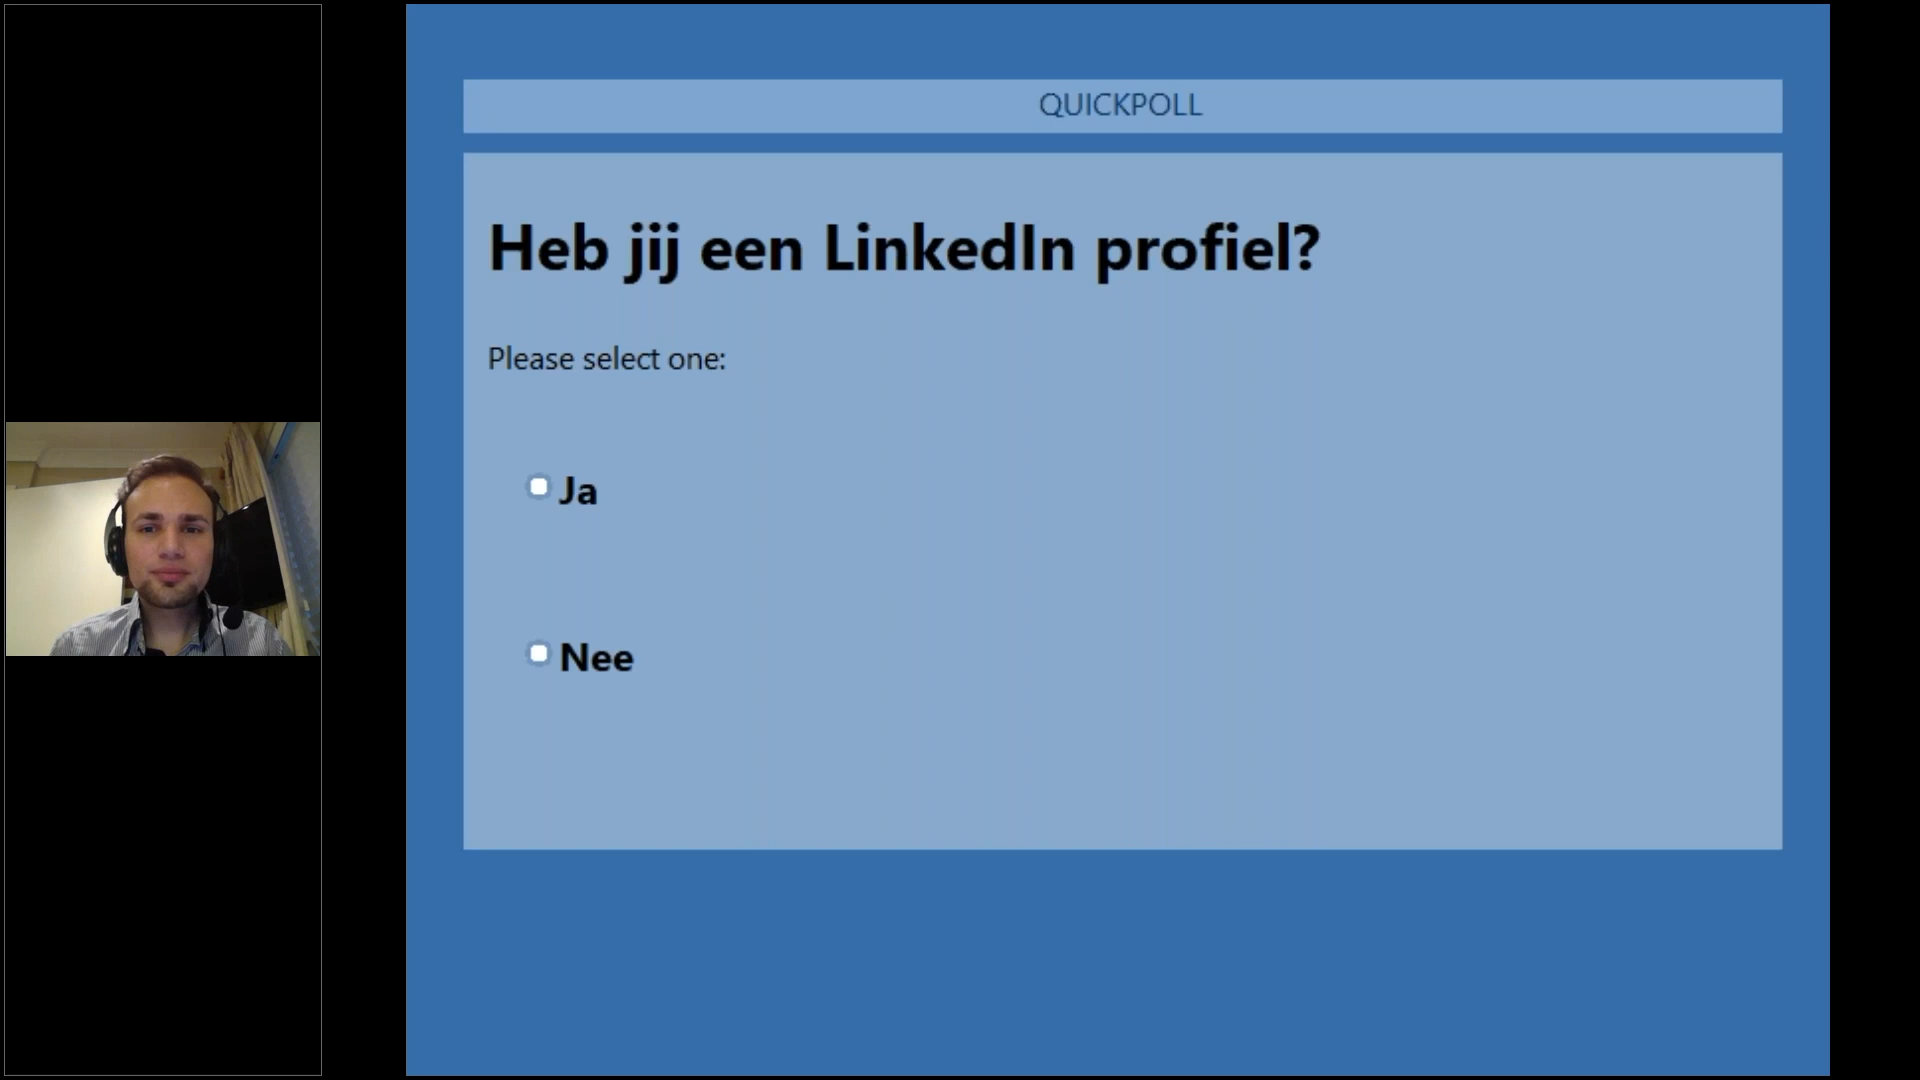 QUICKPOLL
Heb jij een LinkedIn profiel?
Please select one:
Ja
Nee